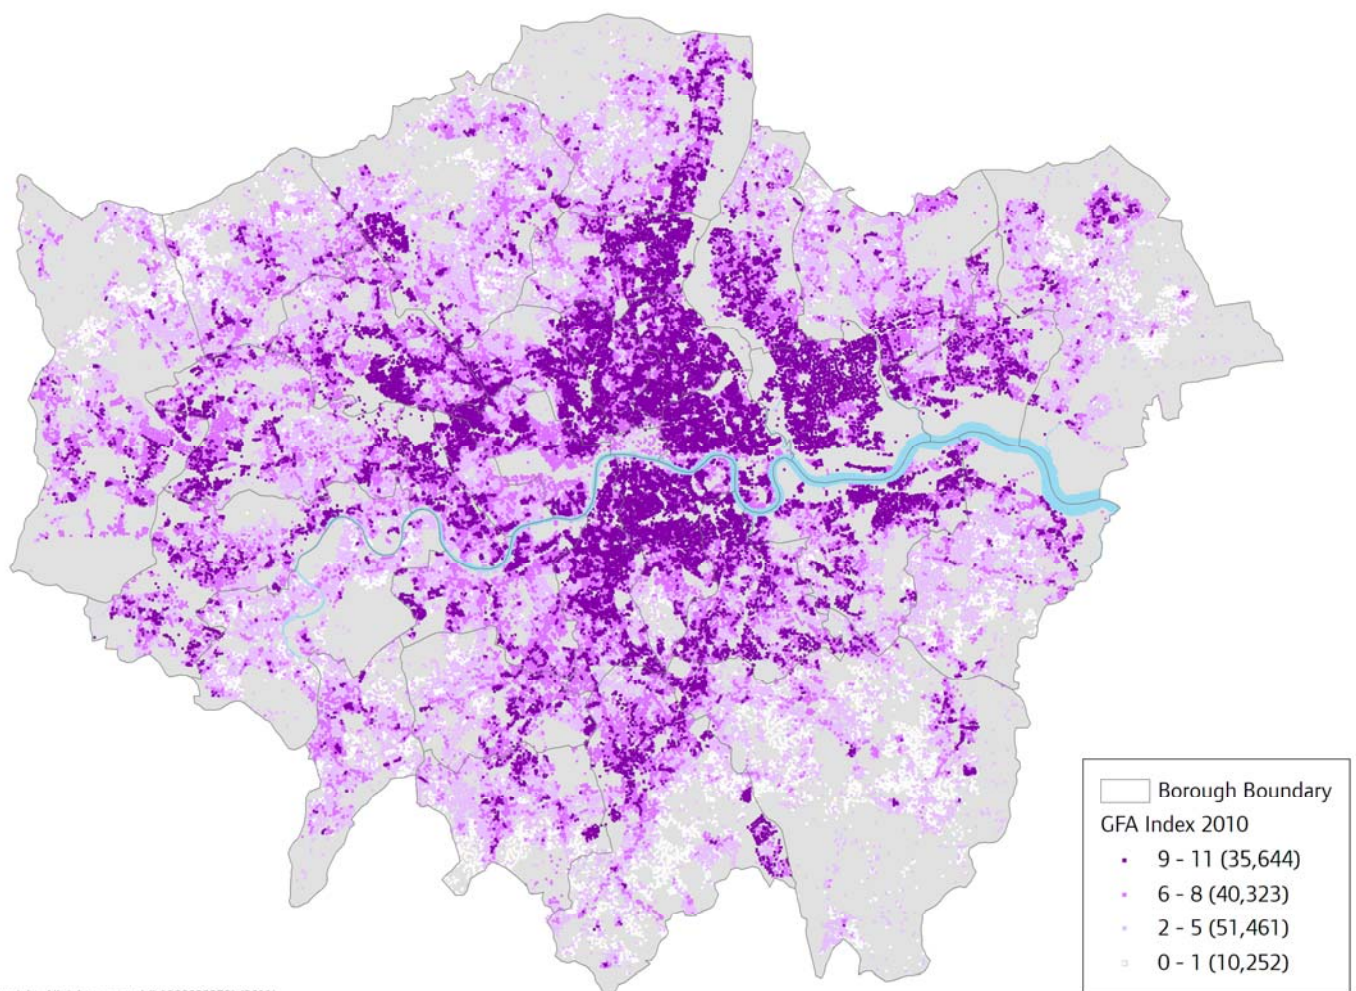 Borough Boundary
GFA Index 2010
9 - 11 (35,644)
6 - 8 (40,323)
2 - 5 (51,461)
0 - 1 (10,252)